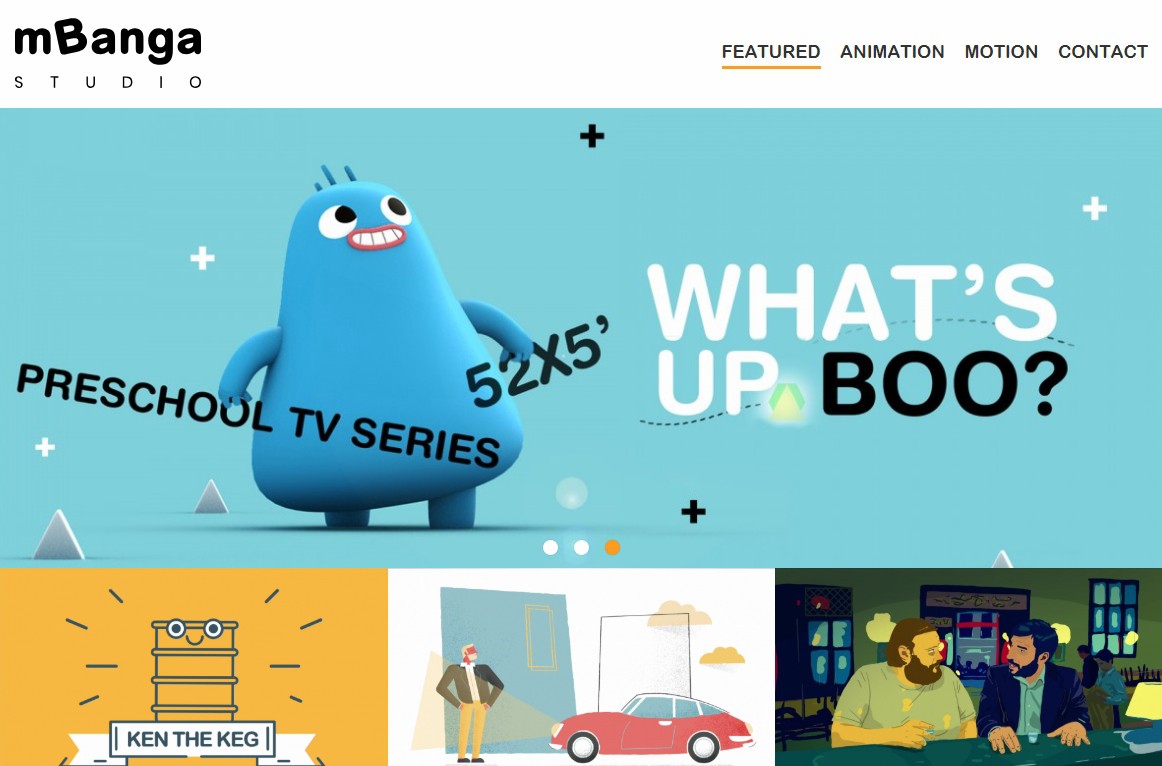 mBanga
STUDIO
FEATURED ANIMATION MOTION CONTACT
WHAT'S
UP BOO?
52X5'
PRESCHOOL TV SERIES
KEN THE KEG